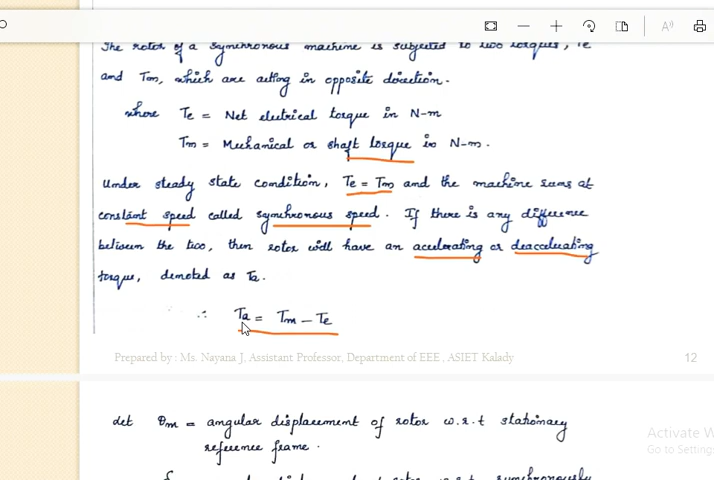 The rotor of a synchronous machine is subjected to two torques, Te
and Tm, which are acting in opposite direction.
where Te = Net electrical torque in N-m
Tm = Mechanical or shaft torque in N-m.
Under steady state condition, Te = Tm and the machine runs at
constant speed called synchronous speed. If there is any difference
between the two, then rotor will have an accelerating or deaccelerating
torque, denoted as Ta.
∴ Ta = Tm - Te
Prepared by : Ms. Nayana J. Assistant Professor, Department of EEE , ASIET Kalady
12
Let θm = angular displacement of rotor w.r.t stationary
reference frame.
rotor w.r.t synchronously
Activate W
Go to Setting